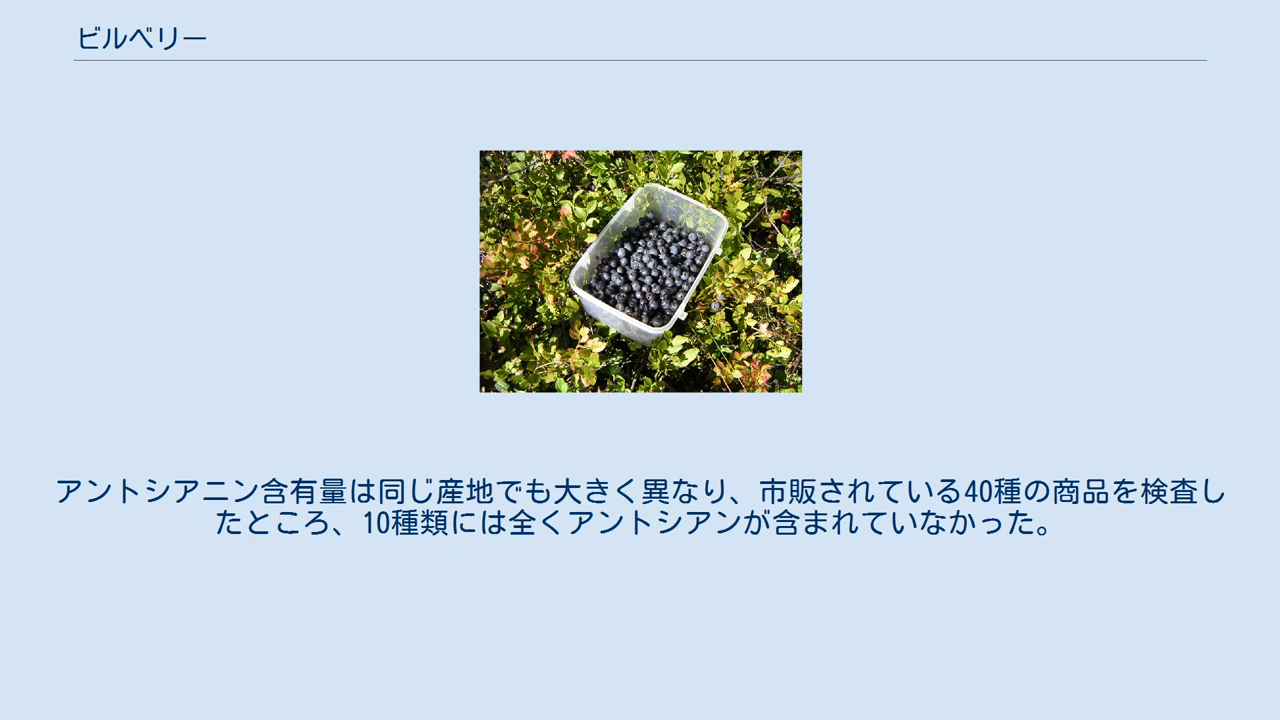 ビルベリー
アントシアニン含有量は同じ産地でも大きく異なり、市販されている40種の商品を検査し
たところ、10種類には全くアントシアンが含まれていなかった。